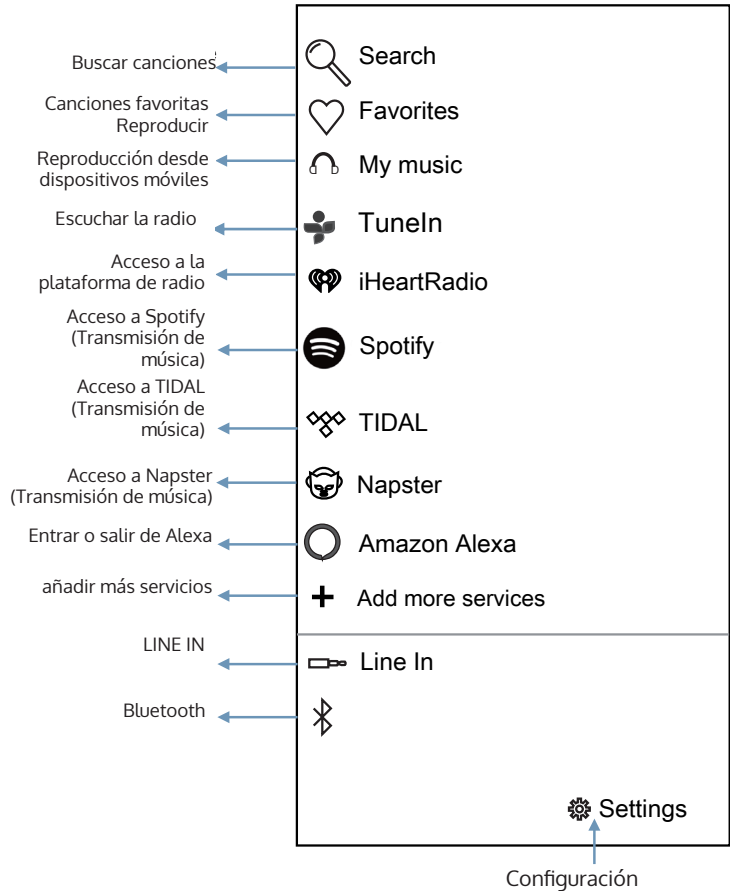 Buscar canciones
Search
Canciones favoritas
Reproducir
Favorites
Reproducción desde
dispositivos móviles
My music
Escuchar la radio
TuneIn
Acceso a la
plataforma de radio
iHeartRadio
Acceso a Spotify
(Transmisión de
música)
Spotify
Acceso a TIDAL
(Transmisión de
música)
TIDAL
Acceso a Napster
(Transmisión de música)
Napster
Entrar o salir de Alexa
Amazon Alexa
añadir más servicios
Add more services
LINE IN
Line In
Bluetooth
Settings
Configuración